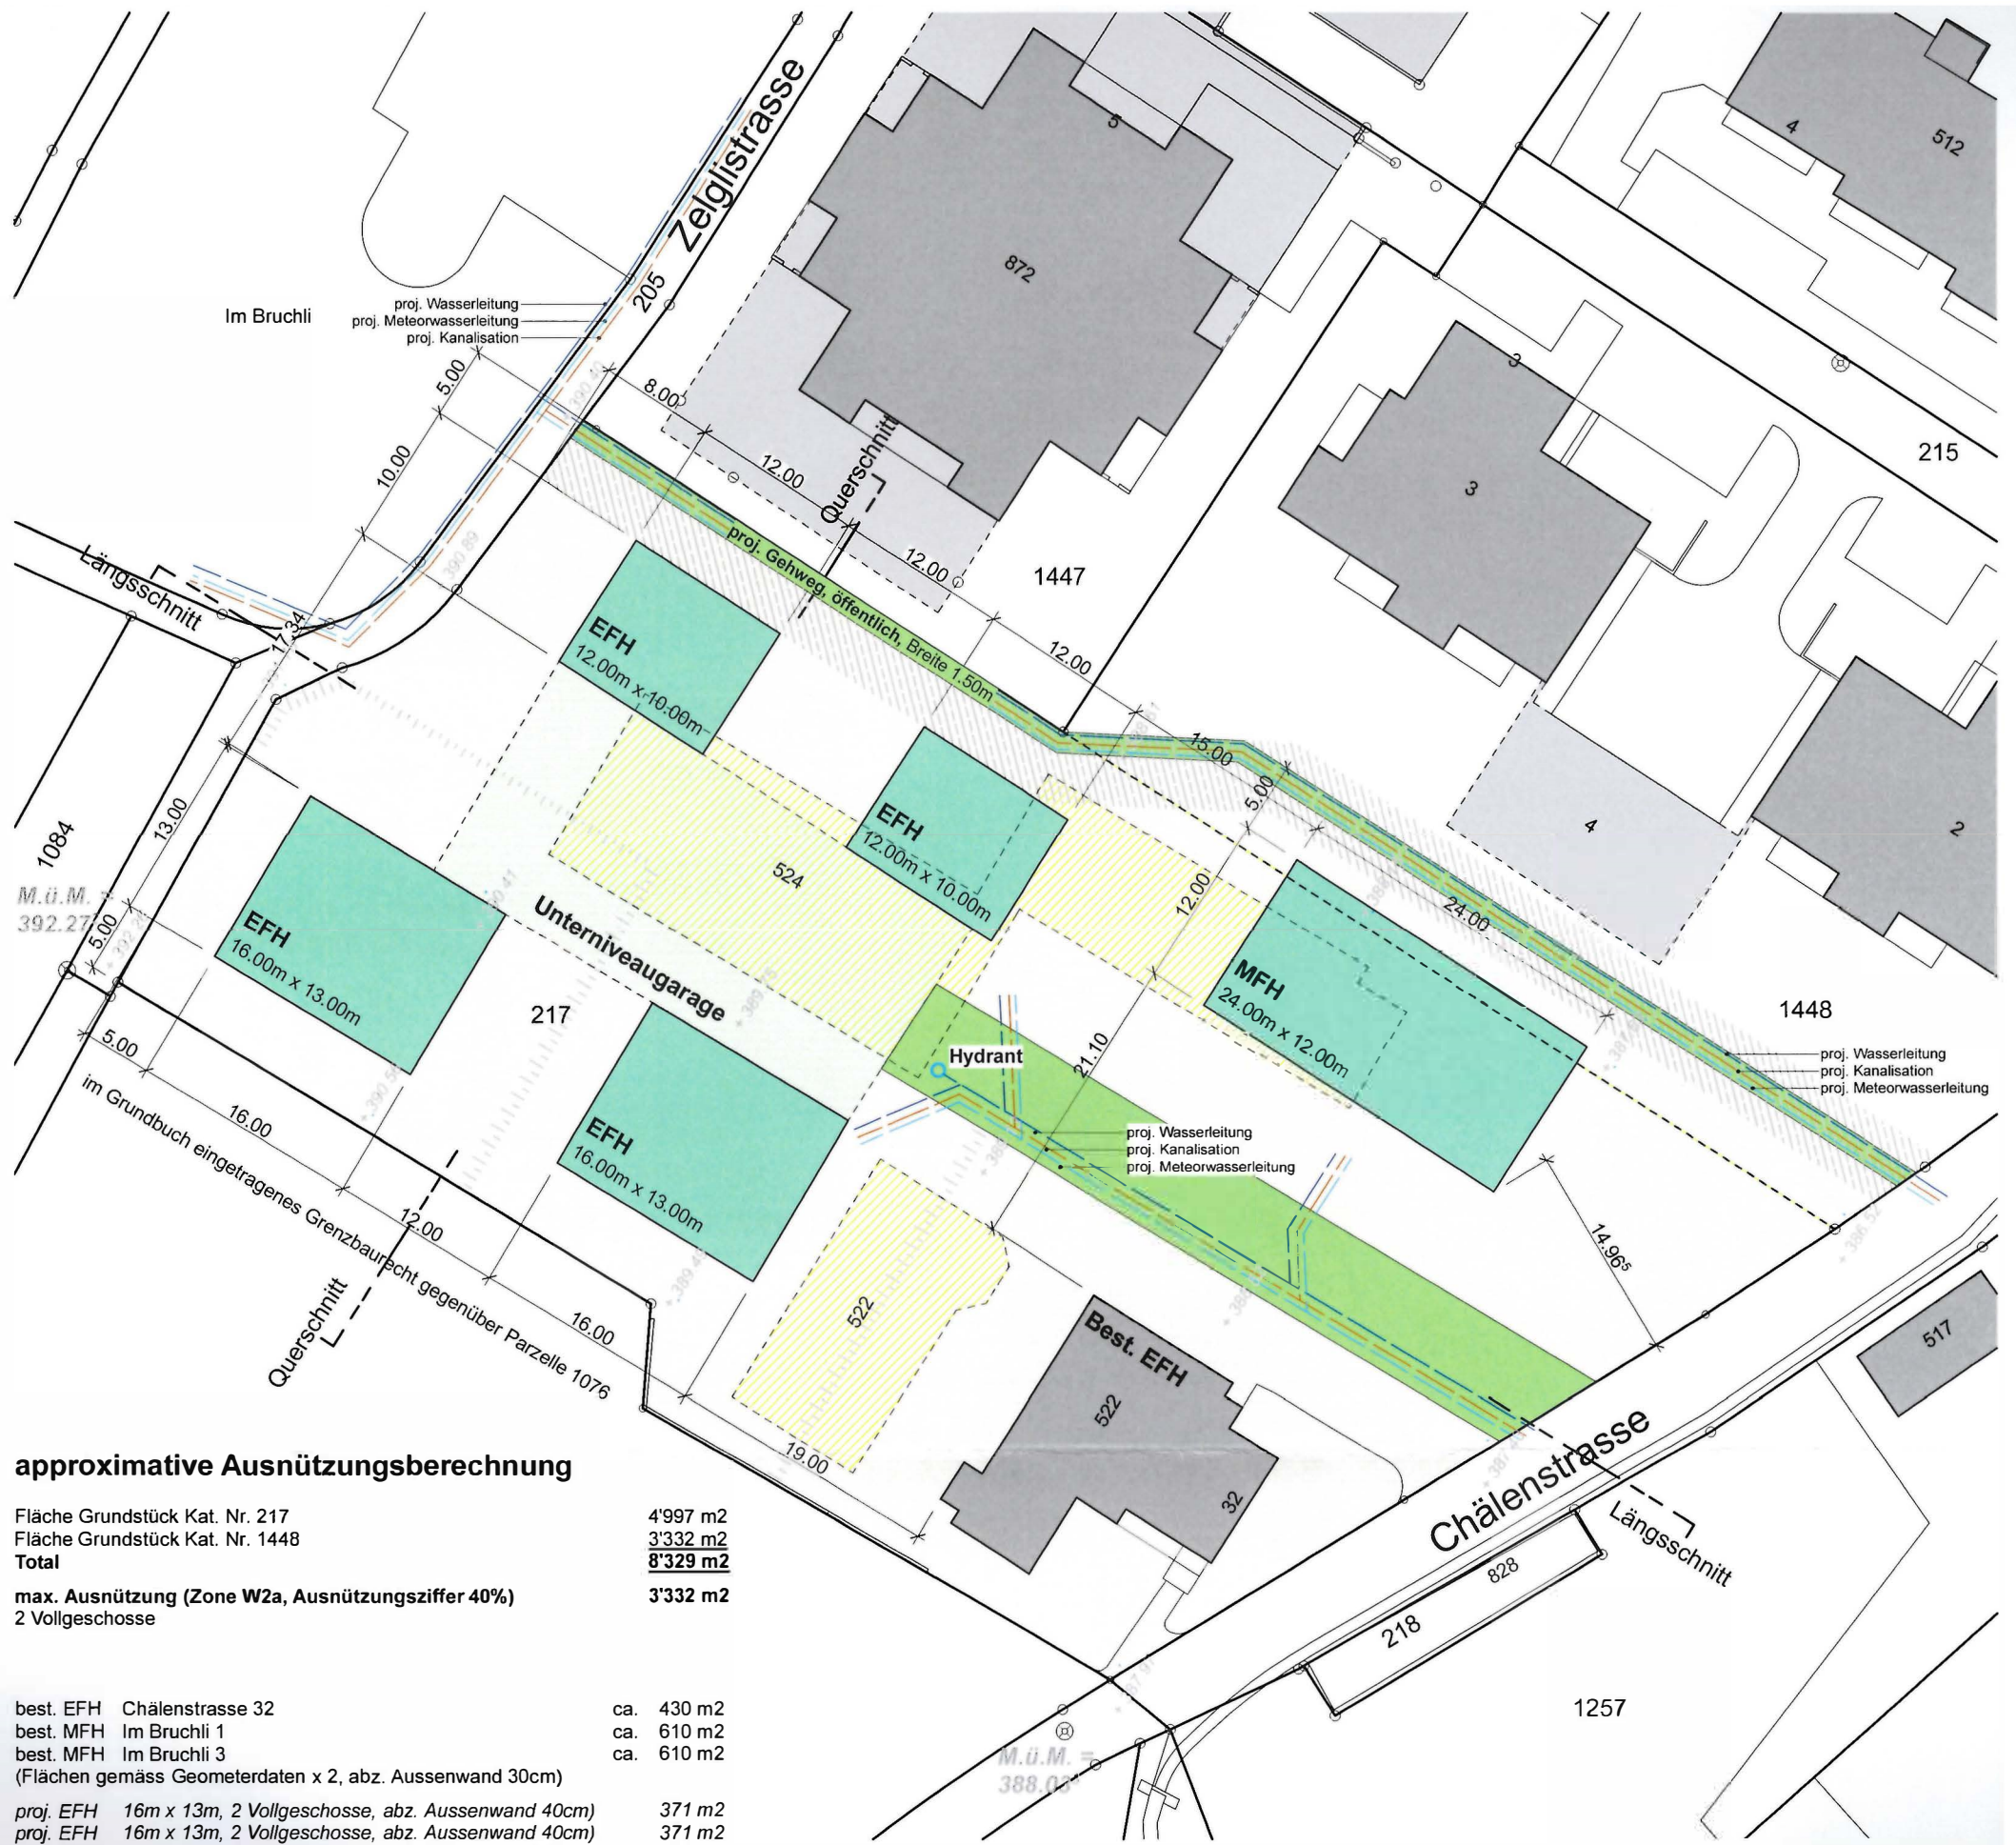 Zelglistrasse
205
5
872
4
512
Im Bruchli
proj. Wasserleitung
proj. Meteorwasserleitung
proj. Kanalisation
5.00
10.00
390.40
8.00
12.00
Querschnitt
12.00
1447
12.00
3
3
215
Längsschnitt
17.34
390.89
proj. Gehweg, öffentlich, Breite 1.50m
15.00
5.00
EFH
12.00m x 10.00m
EFH
12.00m x 10.00m
524
12.00
24.00
4
2
1084
13.00
M.ü.M. =
392.27
5.00
EFH
16.00m x 13.00m
Unterniveaugarage
217
MFH
24.00m x 12.00m
1448
proj. Wasserleitung
proj. Kanalisation
proj. Meteorwasserleitung
Hydrant
21.10
5.00
im Grundbuch eingetragenes Grenzbaurecht gegenüber Parzelle 1076
16.00
EFH
16.00m x 13.00m
proj. Wasserleitung
proj. Kanalisation
proj. Meteorwasserleitung
12.00
14.96⁵
Querschnitt
16.00
522
Best. EFH
522
32
517
19.00
Chälenstrasse
Längsschnitt
828
218
1257
M.ü.M. =
388.03
approximative Ausnützungsberechnung
Fläche Grundstück Kat. Nr. 217 4'997 m2
Fläche Grundstück Kat. Nr. 1448 3'332 m2
Total 8'329 m2
max. Ausnützung (Zone W2a, Ausnützungsziffer 40%) 3'332 m2
2 Vollgeschosse
best. EFH Chälenstrasse 32 ca. 430 m2
best. MFH Im Bruchli 1 ca. 610 m2
best. MFH Im Bruchli 3 ca. 610 m2
(Flächen gemäss Geometerdaten x 2, abz. Aussenwand 30cm)
proj. EFH 16m x 13m, 2 Vollgeschosse, abz. Aussenwand 40cm) 371 m2
proj. EFH 16m x 13m, 2 Vollgeschosse, abz. Aussenwand 40cm) 371 m2